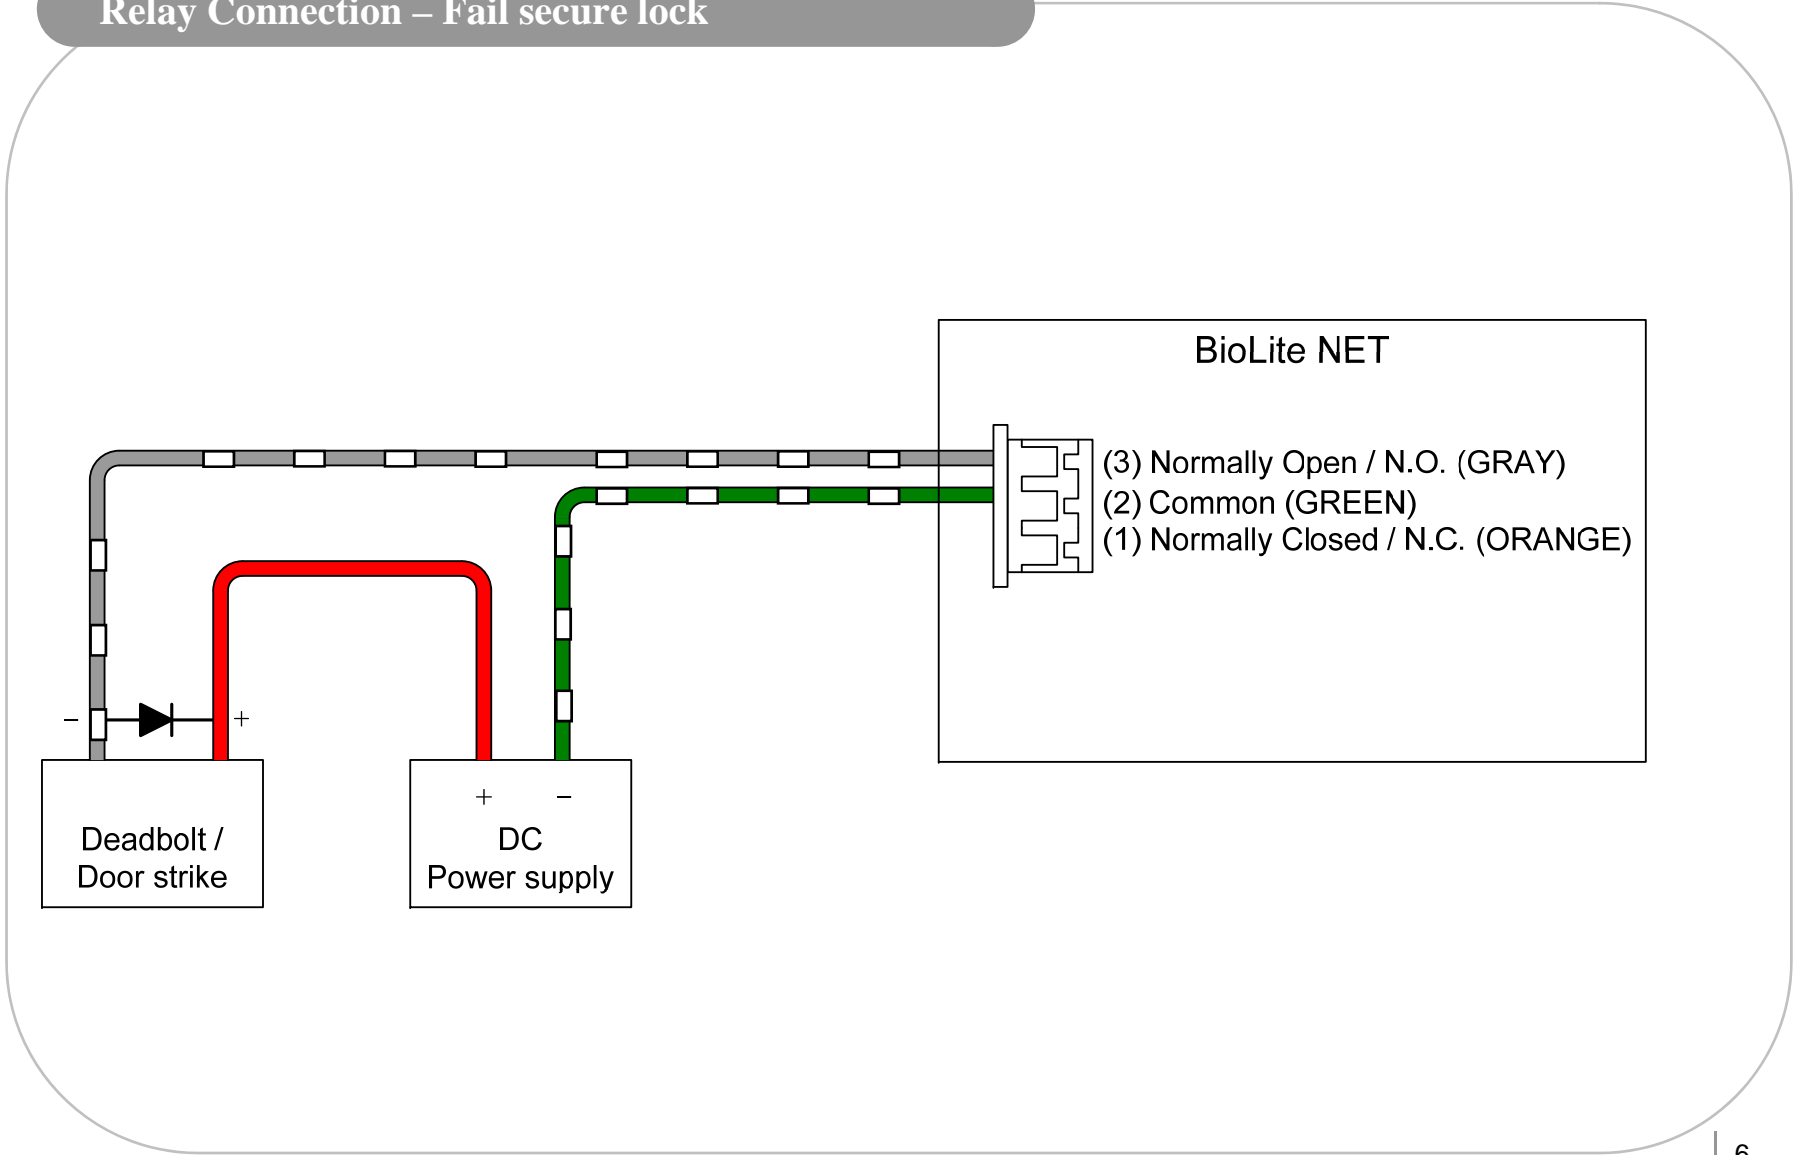 Relay Connection – Fail secure lock
BioLite NET
(3) Normally Open / N.O. (GRAY)
(2) Common (GREEN)
(1) Normally Closed / N.C. (ORANGE)
– +
+ –
Deadbolt /
Door strike
DC
Power supply
6